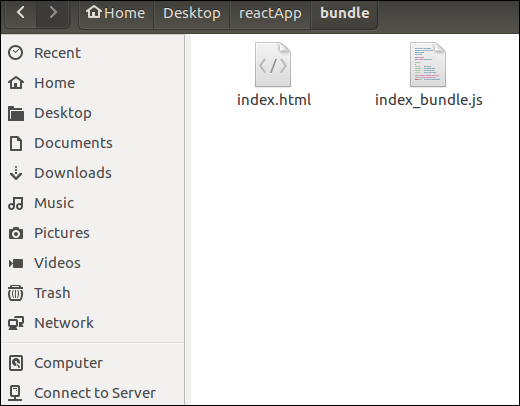 Home Desktop reactApp bundle
Recent
Home
Desktop
Documents
Downloads
Music
Pictures
Videos
Trash
Network
Computer
Connect to Server
index.html index_bundle.js